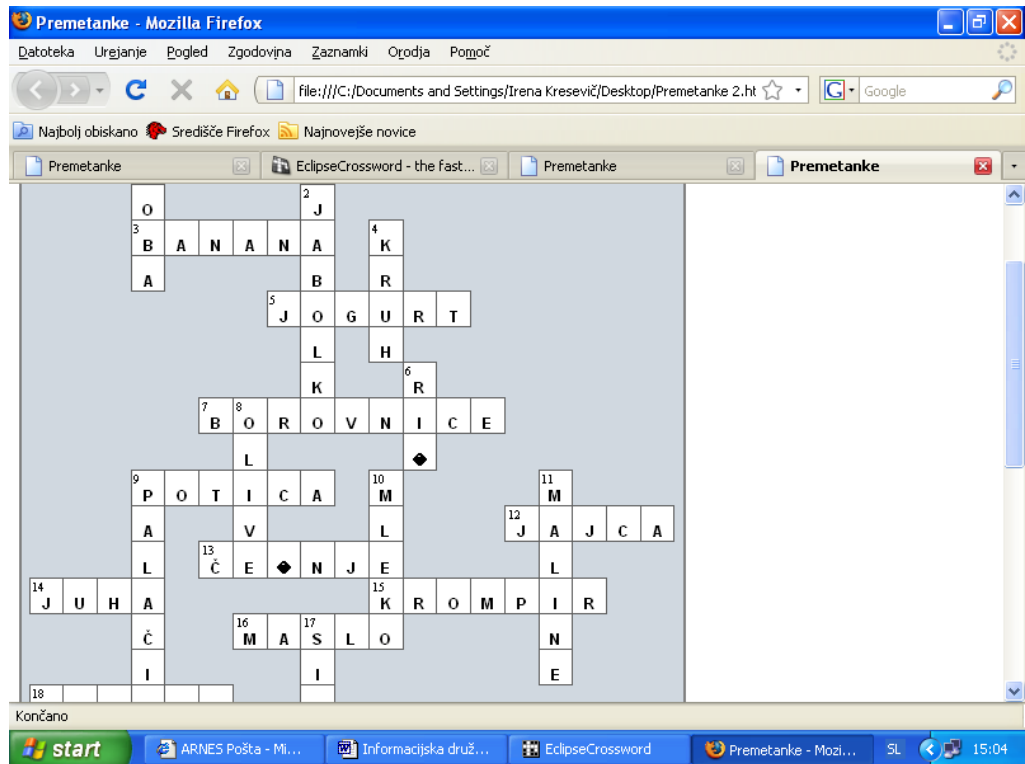 Premetanke - Mozilla Firefox
Datoteka Urejanje Pogled Zgodovina Zaznamki Orodja Pomoč
file:///C:/Documents and Settings/Irena Kresevič/Desktop/Premetanke 2.ht
Google
Najbolj obiskano Središče Firefox Najnovejše novice
Premetanke EclipseCrossword - the fast... Premetanke Premetanke
O 2 J
3 B A N A N A 4 K
A B R
5 J O G U R T
L H
K 6 R
7 B 8 O R O V N I C E
L ◆
9 P O T I C A 10 M 11 M
A V L 12 J A J C A
L 13 Č E ◆ N J E L
14 J U H A 15 K R O M P I R
Č 16 M A 17 S L O N
I I E
18
Končano
start ARNES Pošta - Mi... Informacijska druž... EclipseCrossword Premetanke - Mozi... SL 15:04